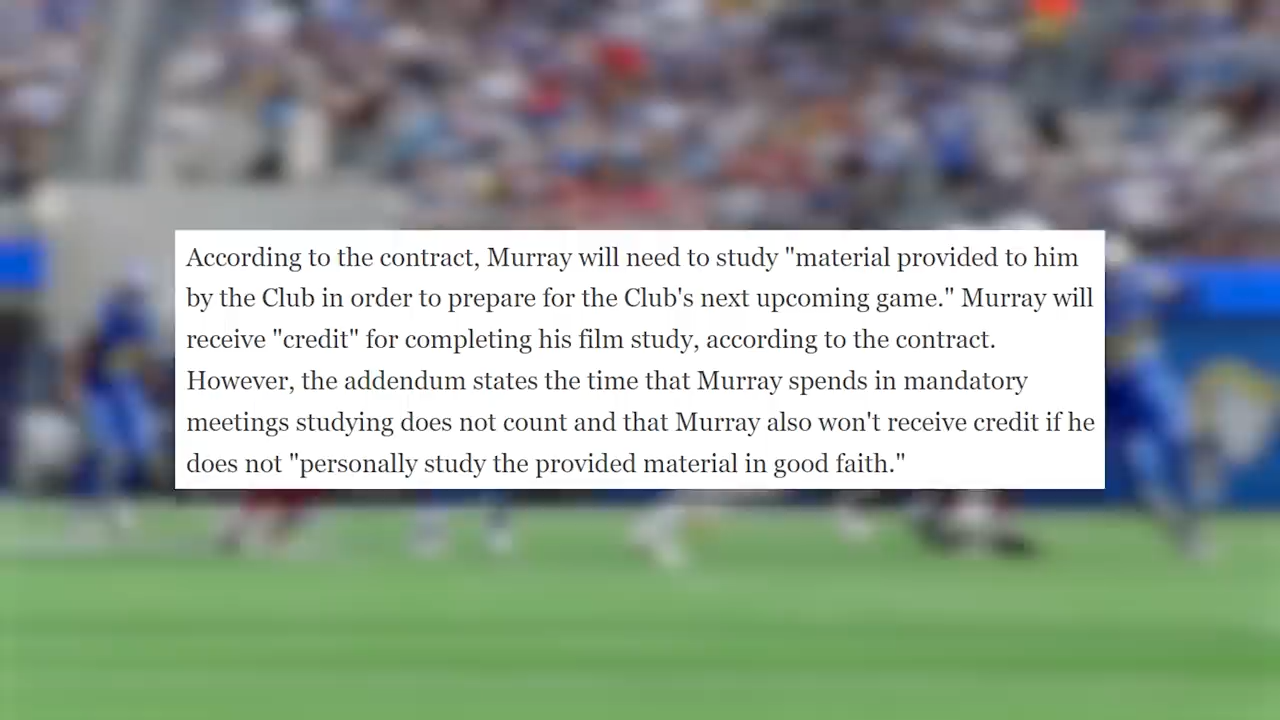 According to the contract, Murray will need to study "material provided to him
by the Club in order to prepare for the Club's next upcoming game." Murray will
receive "credit" for completing his film study, according to the contract.
However, the addendum states the time that Murray spends in mandatory
meetings studying does not count and that Murray also won't receive credit if he
does not "personally study the provided material in good faith."